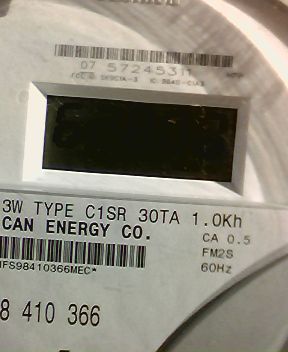 07 57245311
3W TYPE C1SR 30TA 1.0Kh
CAN ENERGY CO.
CA 0.5
FM2S
60Hz
IFS98410366MEC*
8 410 366